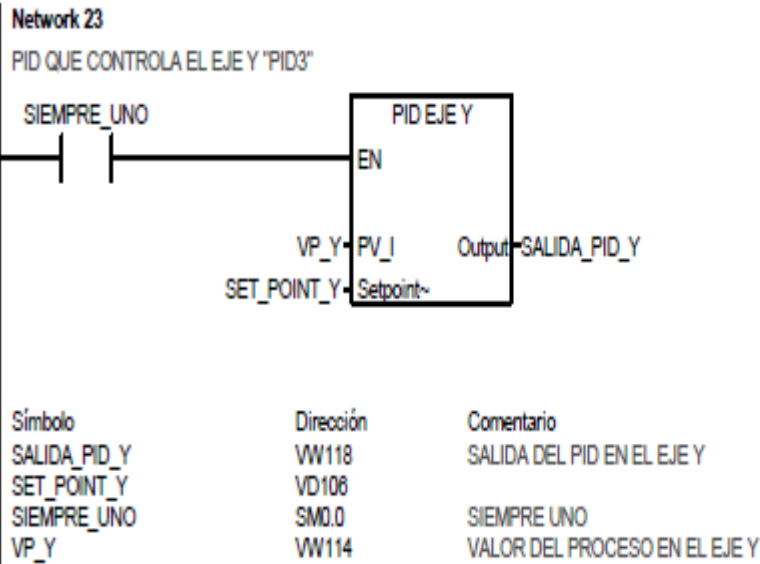 Network 23
PID QUE CONTROLA EL EJE Y "PID3"
SIEMPRE_UNO
PID EJE Y
EN
VP_Y PV_I Output SALIDA_PID_Y
SET_POINT_Y Setpoint~
Símbolo Dirección Comentario
SALIDA_PID_Y VW118 SALIDA DEL PID EN EL EJE Y
SET_POINT_Y VD106
SIEMPRE_UNO SM0.0 SIEMPRE UNO
VP_Y VW114 VALOR DEL PROCESO EN EL EJE Y